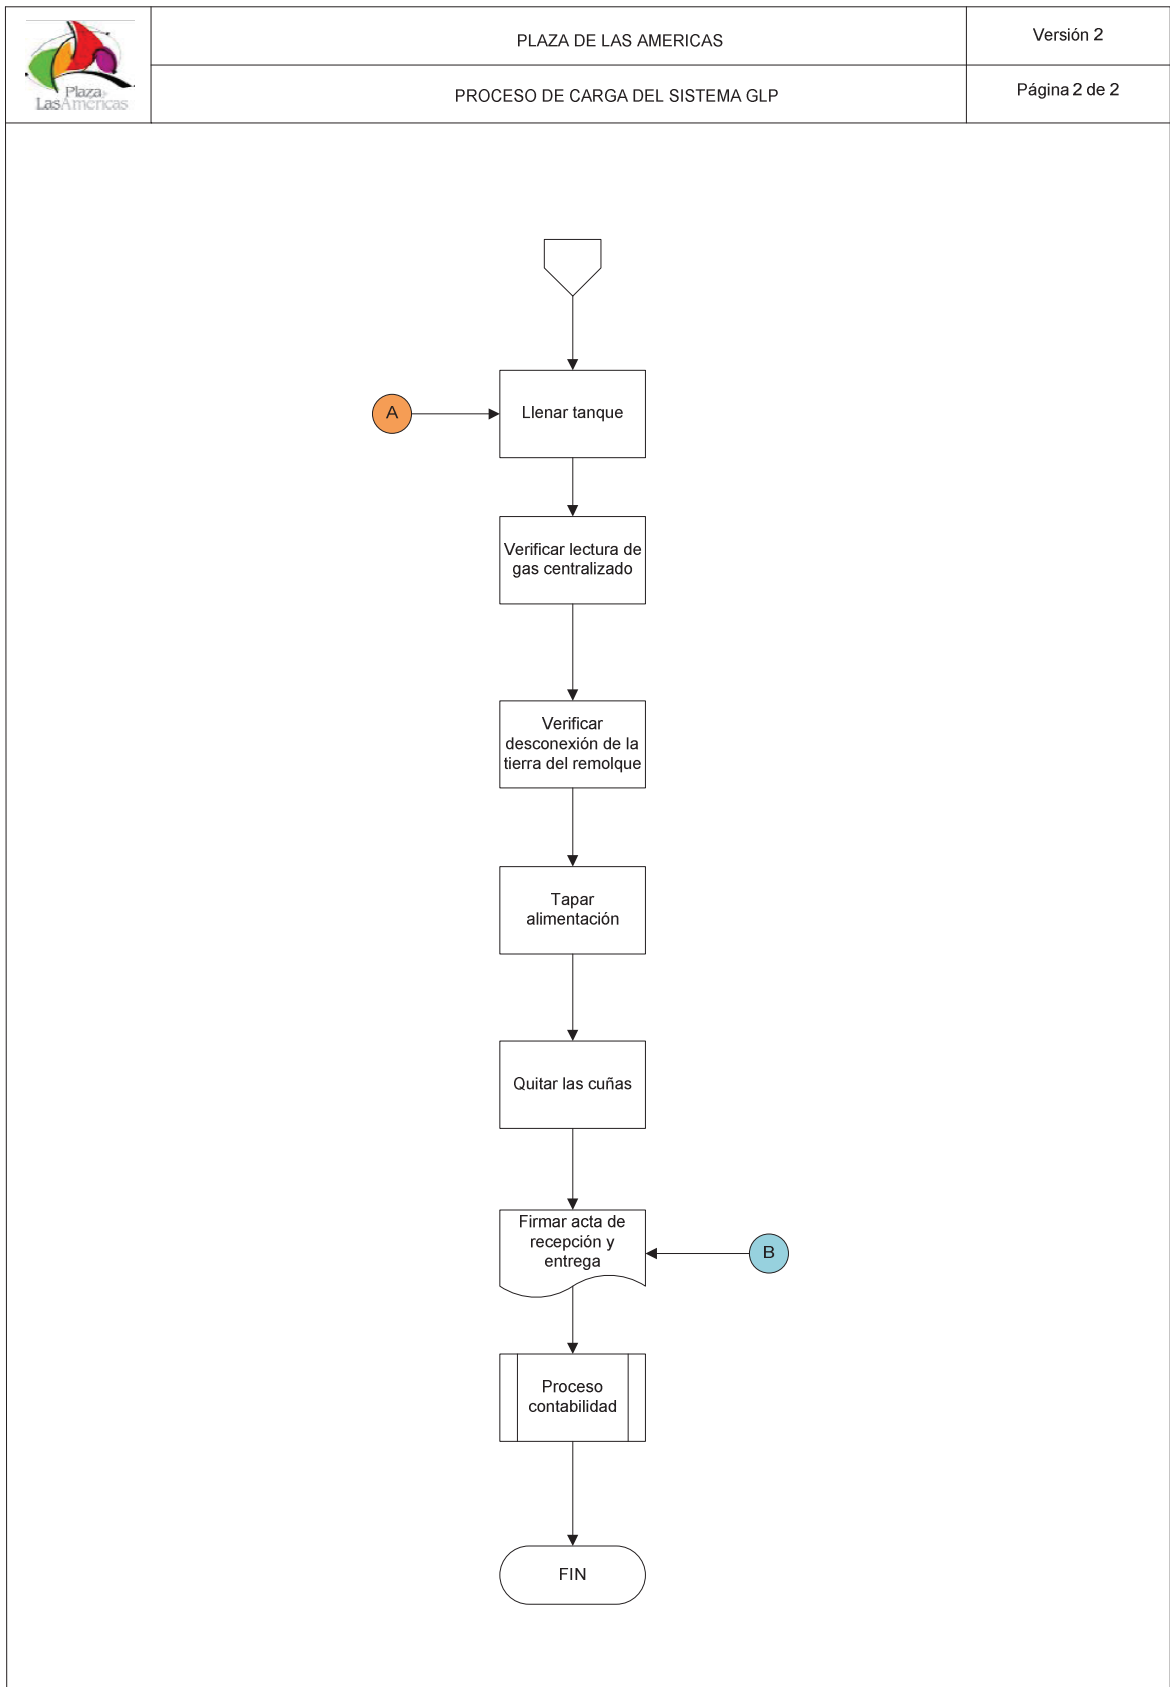 Plaza de
LasAméricas
PLAZA DE LAS AMERICAS
Versión 2
PROCESO DE CARGA DEL SISTEMA GLP
Página 2 de 2
A
Llenar tanque
Verificar lectura de
gas centralizado
Verificar
desconexión de la
tierra del remolque
Tapar
alimentación
Quitar las cuñas
Firmar acta de
recepción y
entrega
B
Proceso
contabilidad
FIN